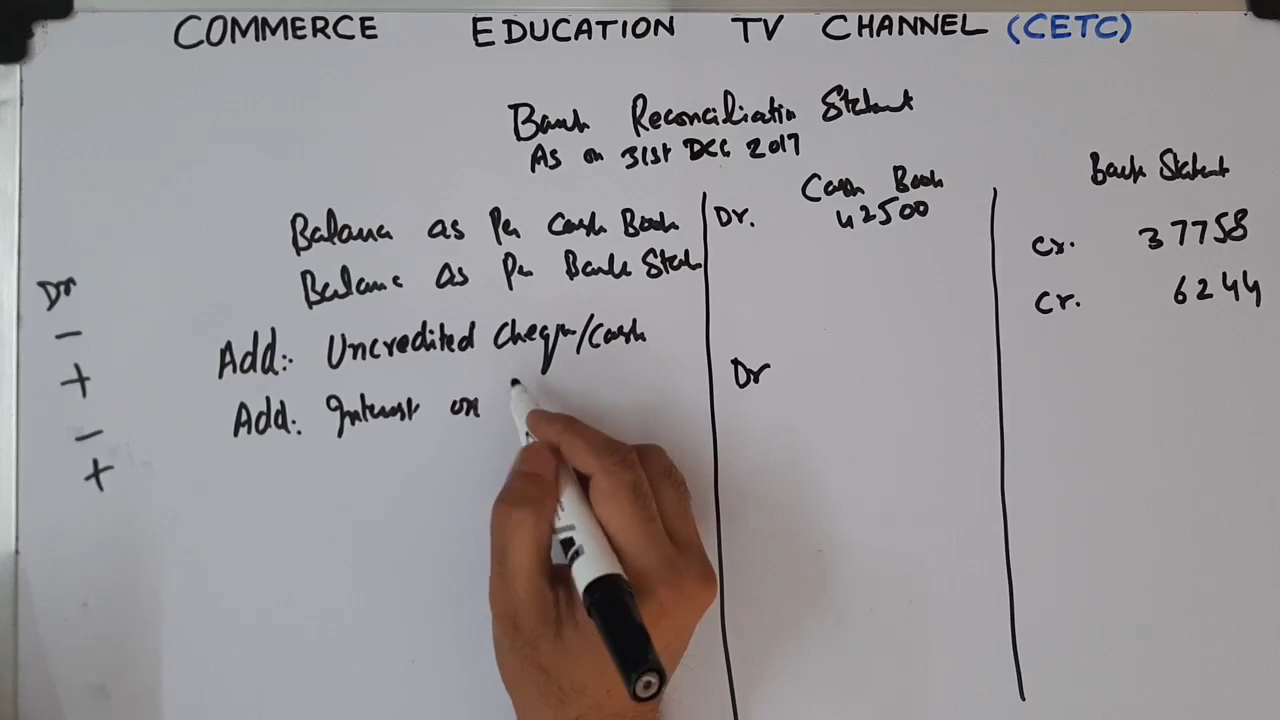 COMMERCE EDUCATION TV CHANNEL (CETC)
Bank Reconciliation Statement
As on 31st DEC 2017
Cash Book
Bank Statement
Balance as Per Cash Book Dr. 42500
Cr. 37758
Balance as Per Bank Stat
Cr. 6244
Dr
-
Add: Uncredited Cheque/Cash Dr
+
Add: Interest on
-
+